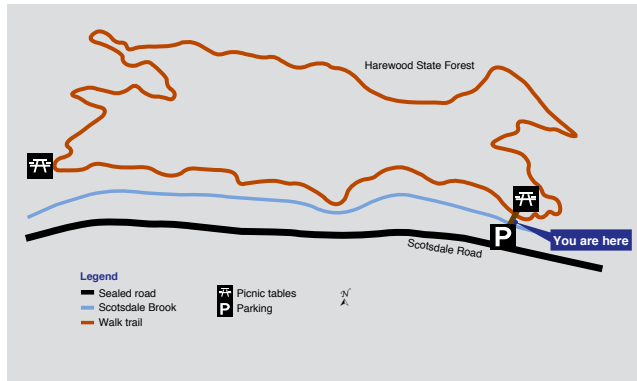 Harewood State Forest
P
You are here
Scotsdale Road
Legend
Sealed road
Scotsdale Brook
Walk trail
Picnic tables
P Parking
N